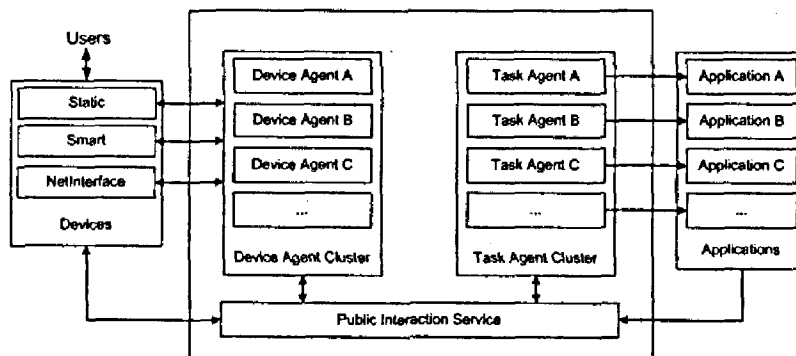 Users
Static
Smart
NetInterface
Devices
Device Agent A
Device Agent B
Device Agent C
...
Device Agent Cluster
Task Agent A
Task Agent B
Task Agent C
...
Task Agent Cluster
Application A
Application B
Application C
...
Applications
Public Interaction Service